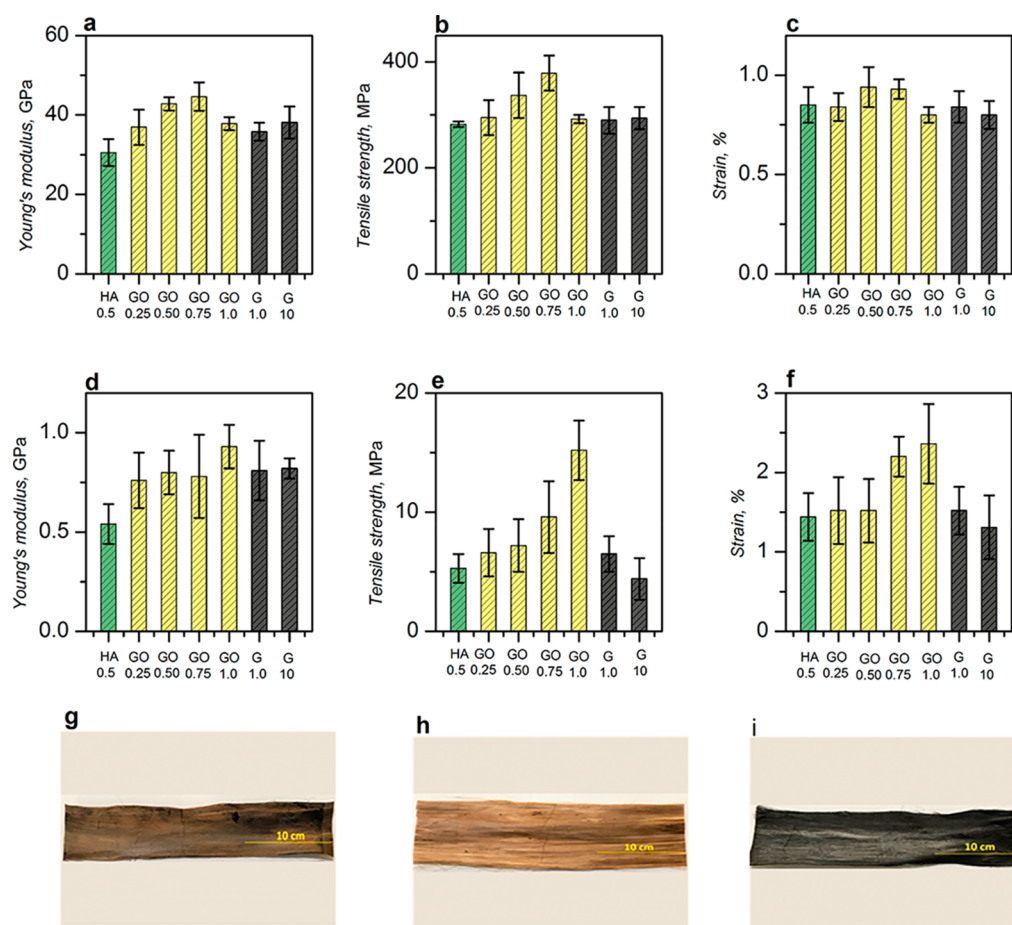 a
Young's modulus, GPa
60
40
20
0
HA GO GO GO GO G G
0.5 0.25 0.50 0.75 1.0 1.0 10
b
Tensile strength, MPa
400
200
0
HA GO GO GO GO G G
0.5 0.25 0.50 0.75 1.0 1.0 10
c
Strain, %
1.0
0.5
0.0
HA GO GO GO GO G G
0.5 0.25 0.50 0.75 1.0 1.0 10
d
Young's modulus, GPa
1.0
0.5
0.0
HA GO GO GO GO G G
0.5 0.25 0.50 0.75 1.0 1.0 10
e
Tensile strength, MPa
20
10
0
HA GO GO GO GO G G
0.5 0.25 0.50 0.75 1.0 1.0 10
f
Strain, %
3
2
1
0
HA GO GO GO GO G G
0.5 0.25 0.50 0.75 1.0 1.0 10
g
10 cm
h
10 cm
i
10 cm